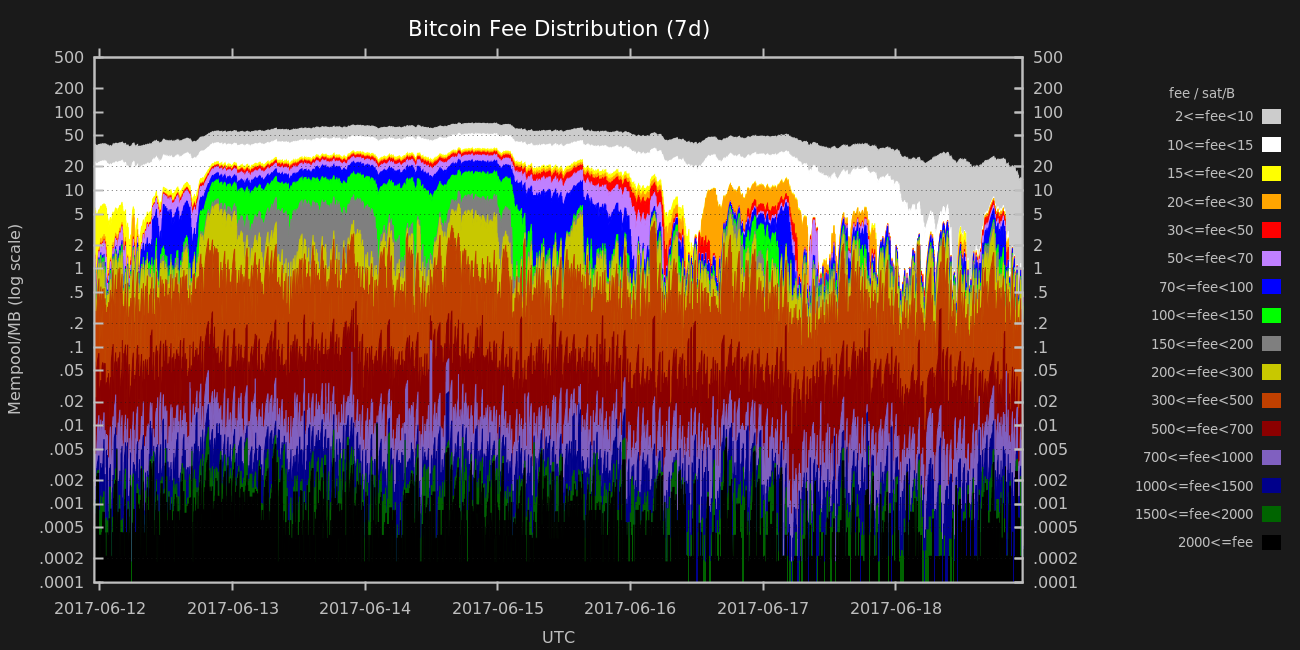 Bitcoin Fee Distribution (7d)
500
200
100
50
20
10
5
2
1
.5
.2
.1
.05
.02
.01
.005
.002
.001
.0005
.0002
.0001
Mempool/MB (log scale)
500
200
100
50
20
10
5
2
1
.5
.2
.1
.05
.02
.01
.005
.002
.001
.0005
.0002
.0001
2017-06-12 2017-06-13 2017-06-14 2017-06-15 2017-06-16 2017-06-17 2017-06-18
UTC
fee / sat/B
2<=fee<10
10<=fee<15
15<=fee<20
20<=fee<30
30<=fee<50
50<=fee<70
70<=fee<100
100<=fee<150
150<=fee<200
200<=fee<300
300<=fee<500
500<=fee<700
700<=fee<1000
1000<=fee<1500
1500<=fee<2000
2000<=fee